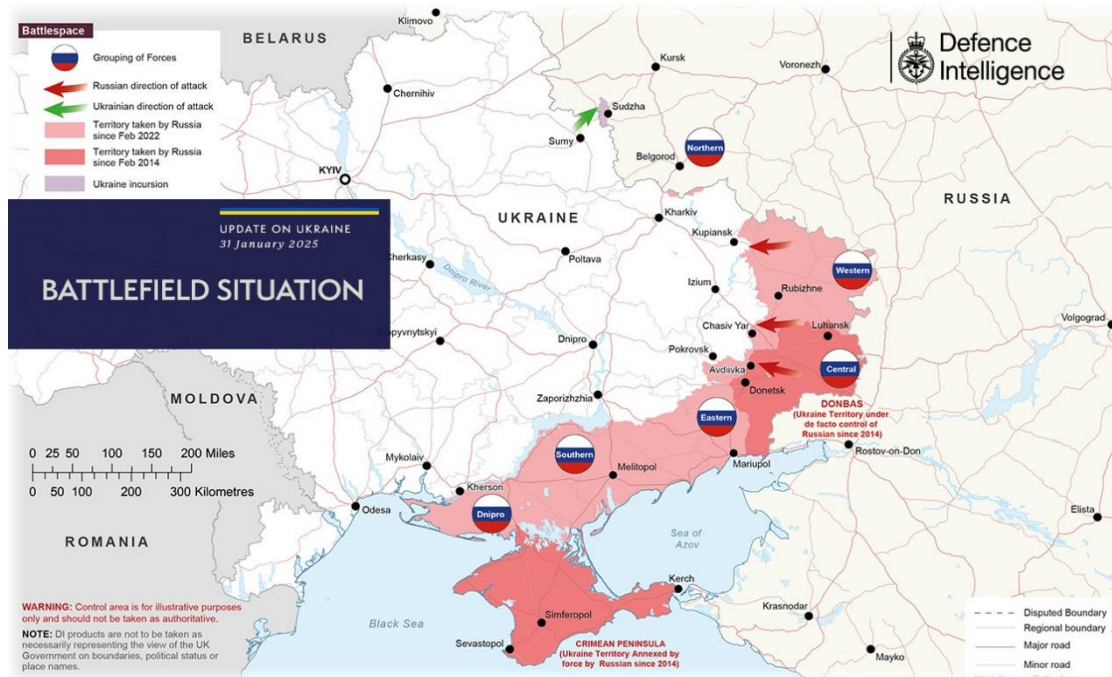 Battlespace
Grouping of Forces
Russian direction of attack
Ukrainian direction of attack
Territory taken by Russia
since Feb 2022
Territory taken by Russia
since Feb 2014
Ukraine incursion
UPDATE ON UKRAINE
31 January 2025
BATTLEFIELD SITUATION
Defence
Intelligence
Klimovo
BELARUS
Kursk
Voronezh
Chernihiv
Sudzha
Sumy
Northern
Belgorod
KYIV
RUSSIA
UKRAINE
Kharkiv
Kupiansk
Cherkasy
Poltava
Dnipro River
Western
Izium
Rubizhne
Volgograd
Chasiv Yar
Luhansk
Dnipro
Pokrovsk
Avdiivka
Central
Donetsk
MOLDOVA
Zaporizhzhia
DONBAS
(Ukraine Territory under
de facto control of
Russian since 2014)
Eastern
Rostov-on-Don
Southern
Mariupol
Melitopol
Mykolaiv
Kherson
Dnipro
Odesa
0 25 50 100 150 200 Miles
0 50 100 200 300 Kilometres
ROMANIA
Elista
Sea of
Azov
Kerch
Krasnodar
Simferopol
Black Sea
Sevastopol
CRIMEAN PENINSULA
(Ukraine Territory Annexed by
force by Russian since 2014)
Mayko
WARNING: Control area is for illustrative purposes
only and should not be taken as authoritative.
NOTE: DI products are not to be taken as
necessarily representing the view of the UK
Government on boundaries, political status or
place names.
Disputed Boundary
Regional boundary
Major road
Minor road